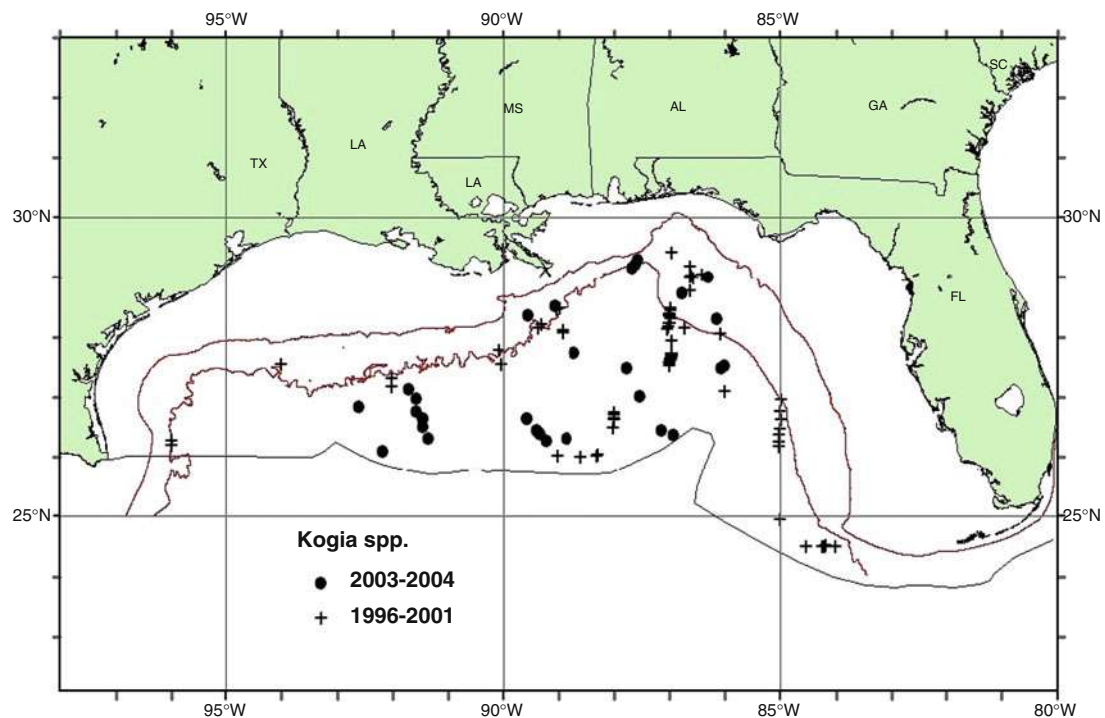 95°W 90°W 85°W
SC
MS AL GA
LA
TX
LA
30°N 30°N
FL
25°N 25°N
Kogia spp.
2003-2004
1996-2001
95°W 90°W 85°W 80°W